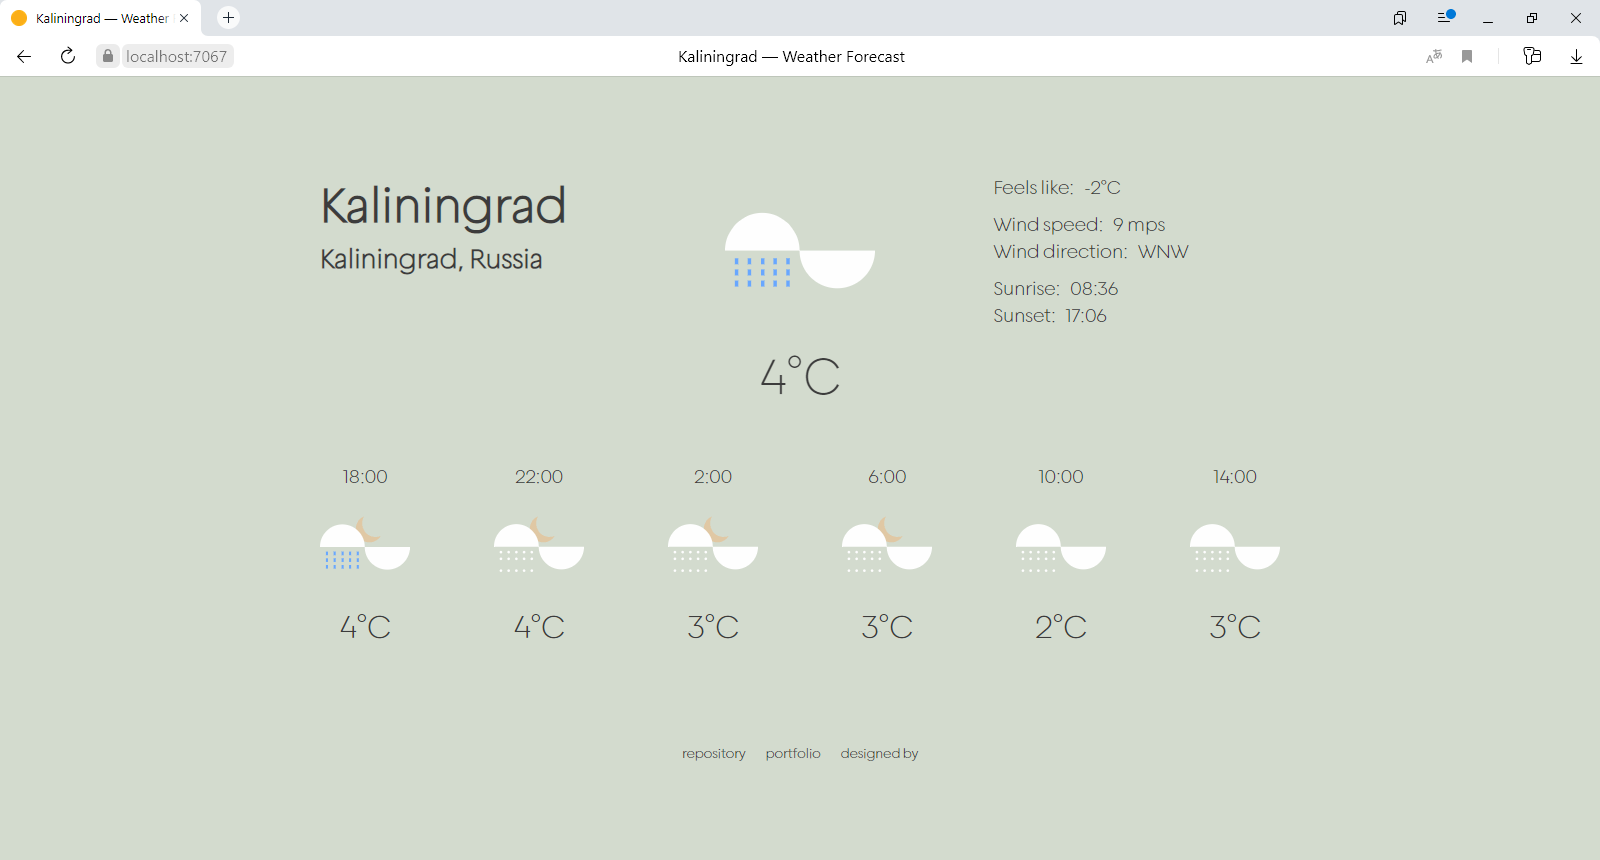 Kaliningrad — Weather
localhost:7067
Kaliningrad — Weather Forecast
Kaliningrad
Kaliningrad, Russia
Feels like: -2°C
Wind speed: 9 mps
Wind direction: WNW
Sunrise: 08:36
Sunset: 17:06
4°C
18:00 22:00 2:00 6:00 10:00 14:00
4°C 4°C 3°C 3°C 2°C 3°C
repository portfolio designed by